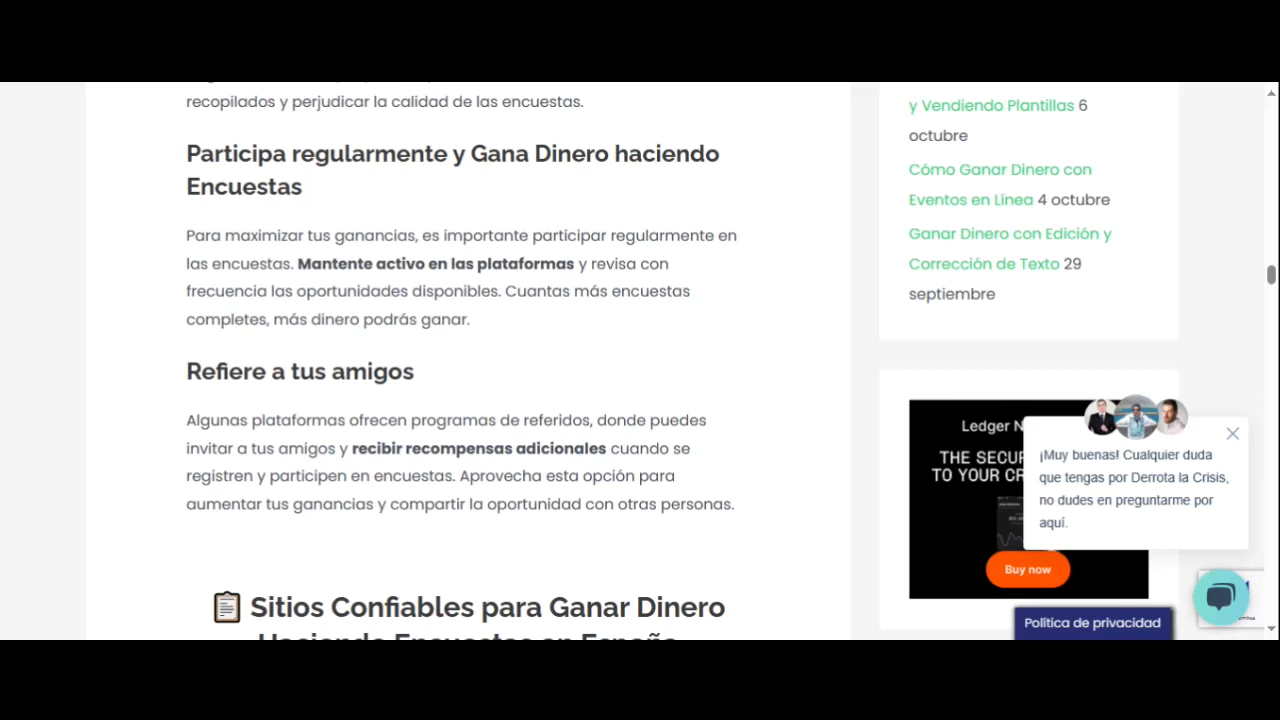 recopilados y perjudicar la calidad de las encuestas.
Participa regularmente y Gana Dinero haciendo
Encuestas
Para maximizar tus ganancias, es importante participar regularmente en
las encuestas. Mantente activo en las plataformas y revisa con
frecuencia las oportunidades disponibles. Cuantas más encuestas
completes, más dinero podrás ganar.
Refiere a tus amigos
Algunas plataformas ofrecen programas de referidos, donde puedes
invitar a tus amigos y recibir recompensas adicionales cuando se
registren y participen en encuestas. Aprovecha esta opción para
aumentar tus ganancias y compartir la oportunidad con otras personas.
📋 Sitios Confiables para Ganar Dinero
Haciendo Encuestas en España
y Vendiendo Plantillas 6
octubre
Cómo Ganar Dinero con
Eventos en Línea 4 octubre
Ganar Dinero con Edición y
Corrección de Texto 29
septiembre
Ledger N
THE SECUR
TO YOUR CR
Buy now
¡Muy buenas! Cualquier duda
que tengas por Derrota la Crisis,
no dudes en preguntarme por
aquí.
Política de privacidad